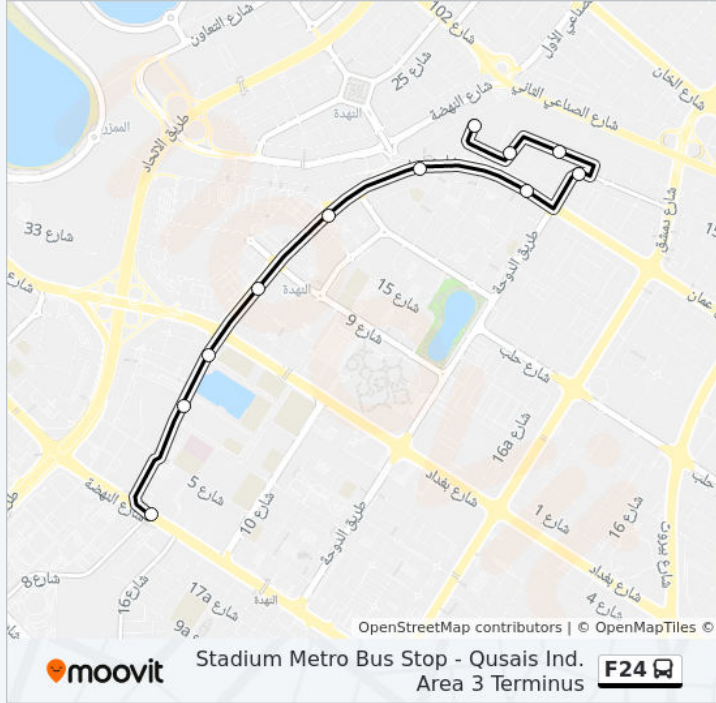 شارع التعاون
102 شارع
الصناعي الأول
25 شارع
شارع النهضة
شارع الصناعي الثاني
شارع الخان
النهدة
الممزر
طريق الاتحاد
شارع دمشق
33 شارع
طريق الدوحة
شارع
النهدة
15 شارع
عمان
9 شارع
شارع حلب
16a شارع
شارع بغداد
5 شارع
شارع النهضة
10 شارع
طريق الدوحة
1 شارع
16 شارع
شارع بيروت
8 شارع
16 شارع
17a شارع
النهدة
شارع بغداد
4 شارع
9a
OpenStreetMap contributors | © OpenMapTiles ©
moovit
Stadium Metro Bus Stop - Qusais Ind.
Area 3 Terminus
F24